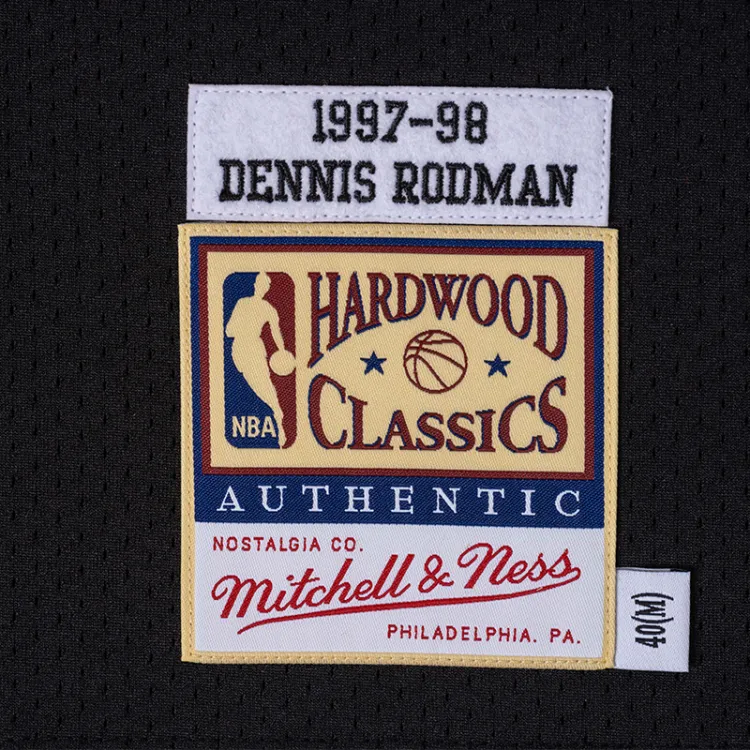 1997-98
DENNIS RODMAN
HARDWOOD
CLASSICS
NBA
AUTHENTIC
NOSTALGIA CO.
Mitchell & Ness
PHILADELPHIA. PA.
40(M)